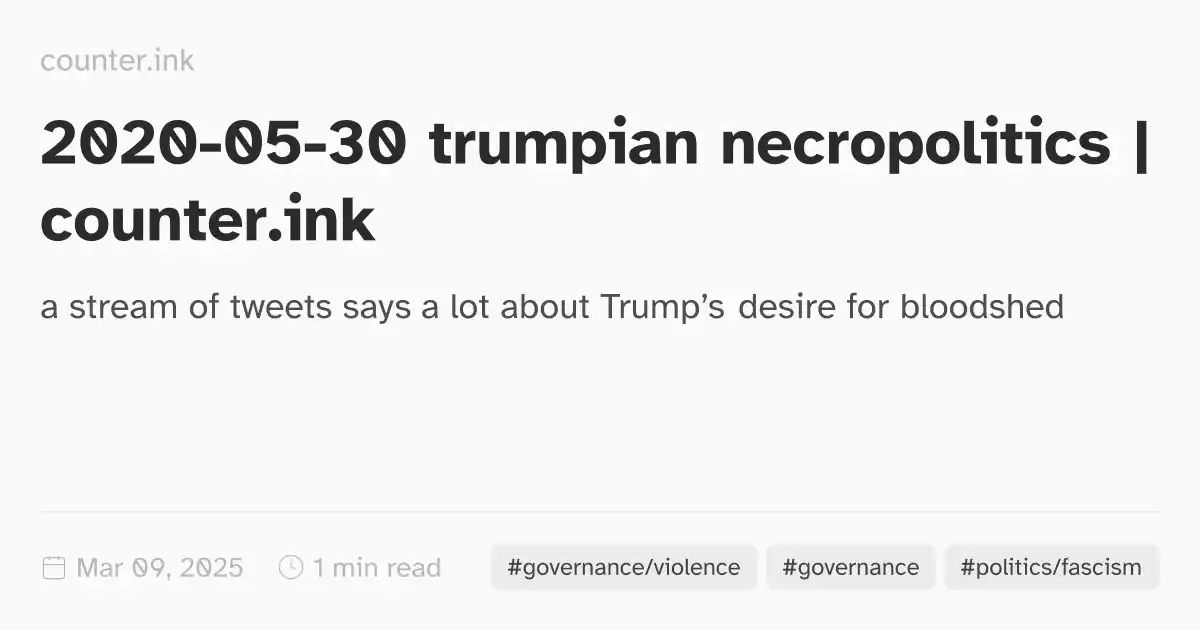 counter.ink
2020-05-30 trumpian necropolitics |
counter.ink
a stream of tweets says a lot about Trump’s desire for bloodshed
Mar 09, 2025 1 min read #governance/violence #governance #politics/fascism